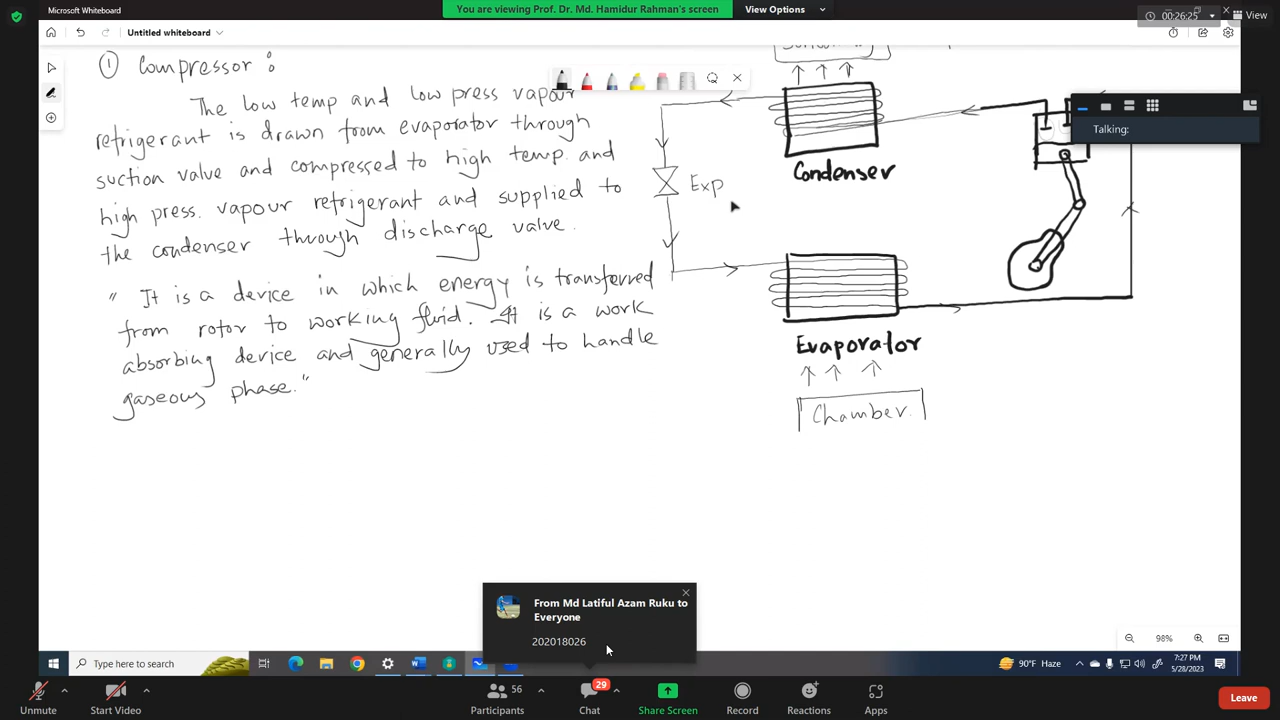 Microsoft Whiteboard
You are viewing Prof. Dr. Md. Hamidur Rahman's screen
View Options
00:26:25
View
Untitled whiteboard
① Compressor :
The low temp and low press vapour
refrigerant is drawn from evaporator through
suction valve and compressed to high temp. and
high press. vapour refrigerant and supplied to
the condenser through discharge valve.
"It is a device in which energy is transferred
from rotor to working fluid. It is a work
absorbing device and generally used to handle
gaseous phase."
Condenser
Exp
Evaporator
Chamber.
Talking:
From Md Latiful Azam Ruku to
Everyone
202018026
98%
Type here to search
90°F Haze
7:27 PM
5/28/2023
Unmute
Start Video
56
Participants
29
Chat
Share Screen
Record
Reactions
Apps
Leave